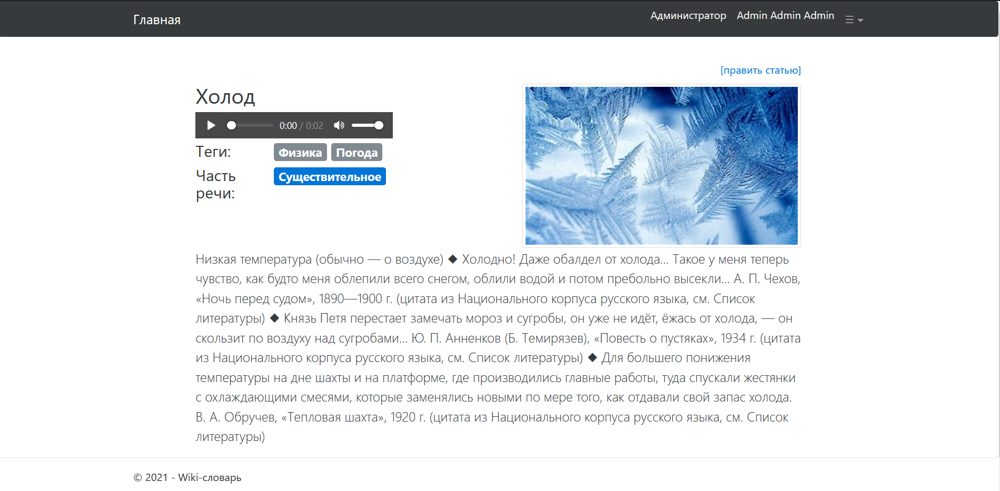 Главная
Администратор Admin Admin Admin
[править статью]
Холод
0:00 / 0:02
Теги: Физика Погода
Часть речи: Существительное
Низкая температура (обычно — о воздухе) ◆ Холодно! Даже обалдел от холода... Такое у меня теперь
чувство, как будто меня облепили всего снегом, облили водой и потом пребольно высекли... А. П. Чехов,
«Ночь перед судом», 1890—1900 г. (цитата из Национального корпуса русского языка, см. Список
литературы) ◆ Князь Петя перестает замечать мороз и сугробы, он уже не идёт, ёжась от холода, — он
скользит по воздуху над сугробами... Ю. П. Анненков (Б. Темирязев), «Повесть о пустяках», 1934 г. (цитата
из Национального корпуса русского языка, см. Список литературы) ◆ Для большего понижения
температуры на дне шахты и на платформе, где производились главные работы, туда спускали жестянки
с охлаждающими смесями, которые заменялись новыми по мере того, как отдавали свой запас холода.
В. А. Обручев, «Тепловая шахта», 1920 г. (цитата из Национального корпуса русского языка, см. Список
литературы)
© 2021 - Wiki-словарь